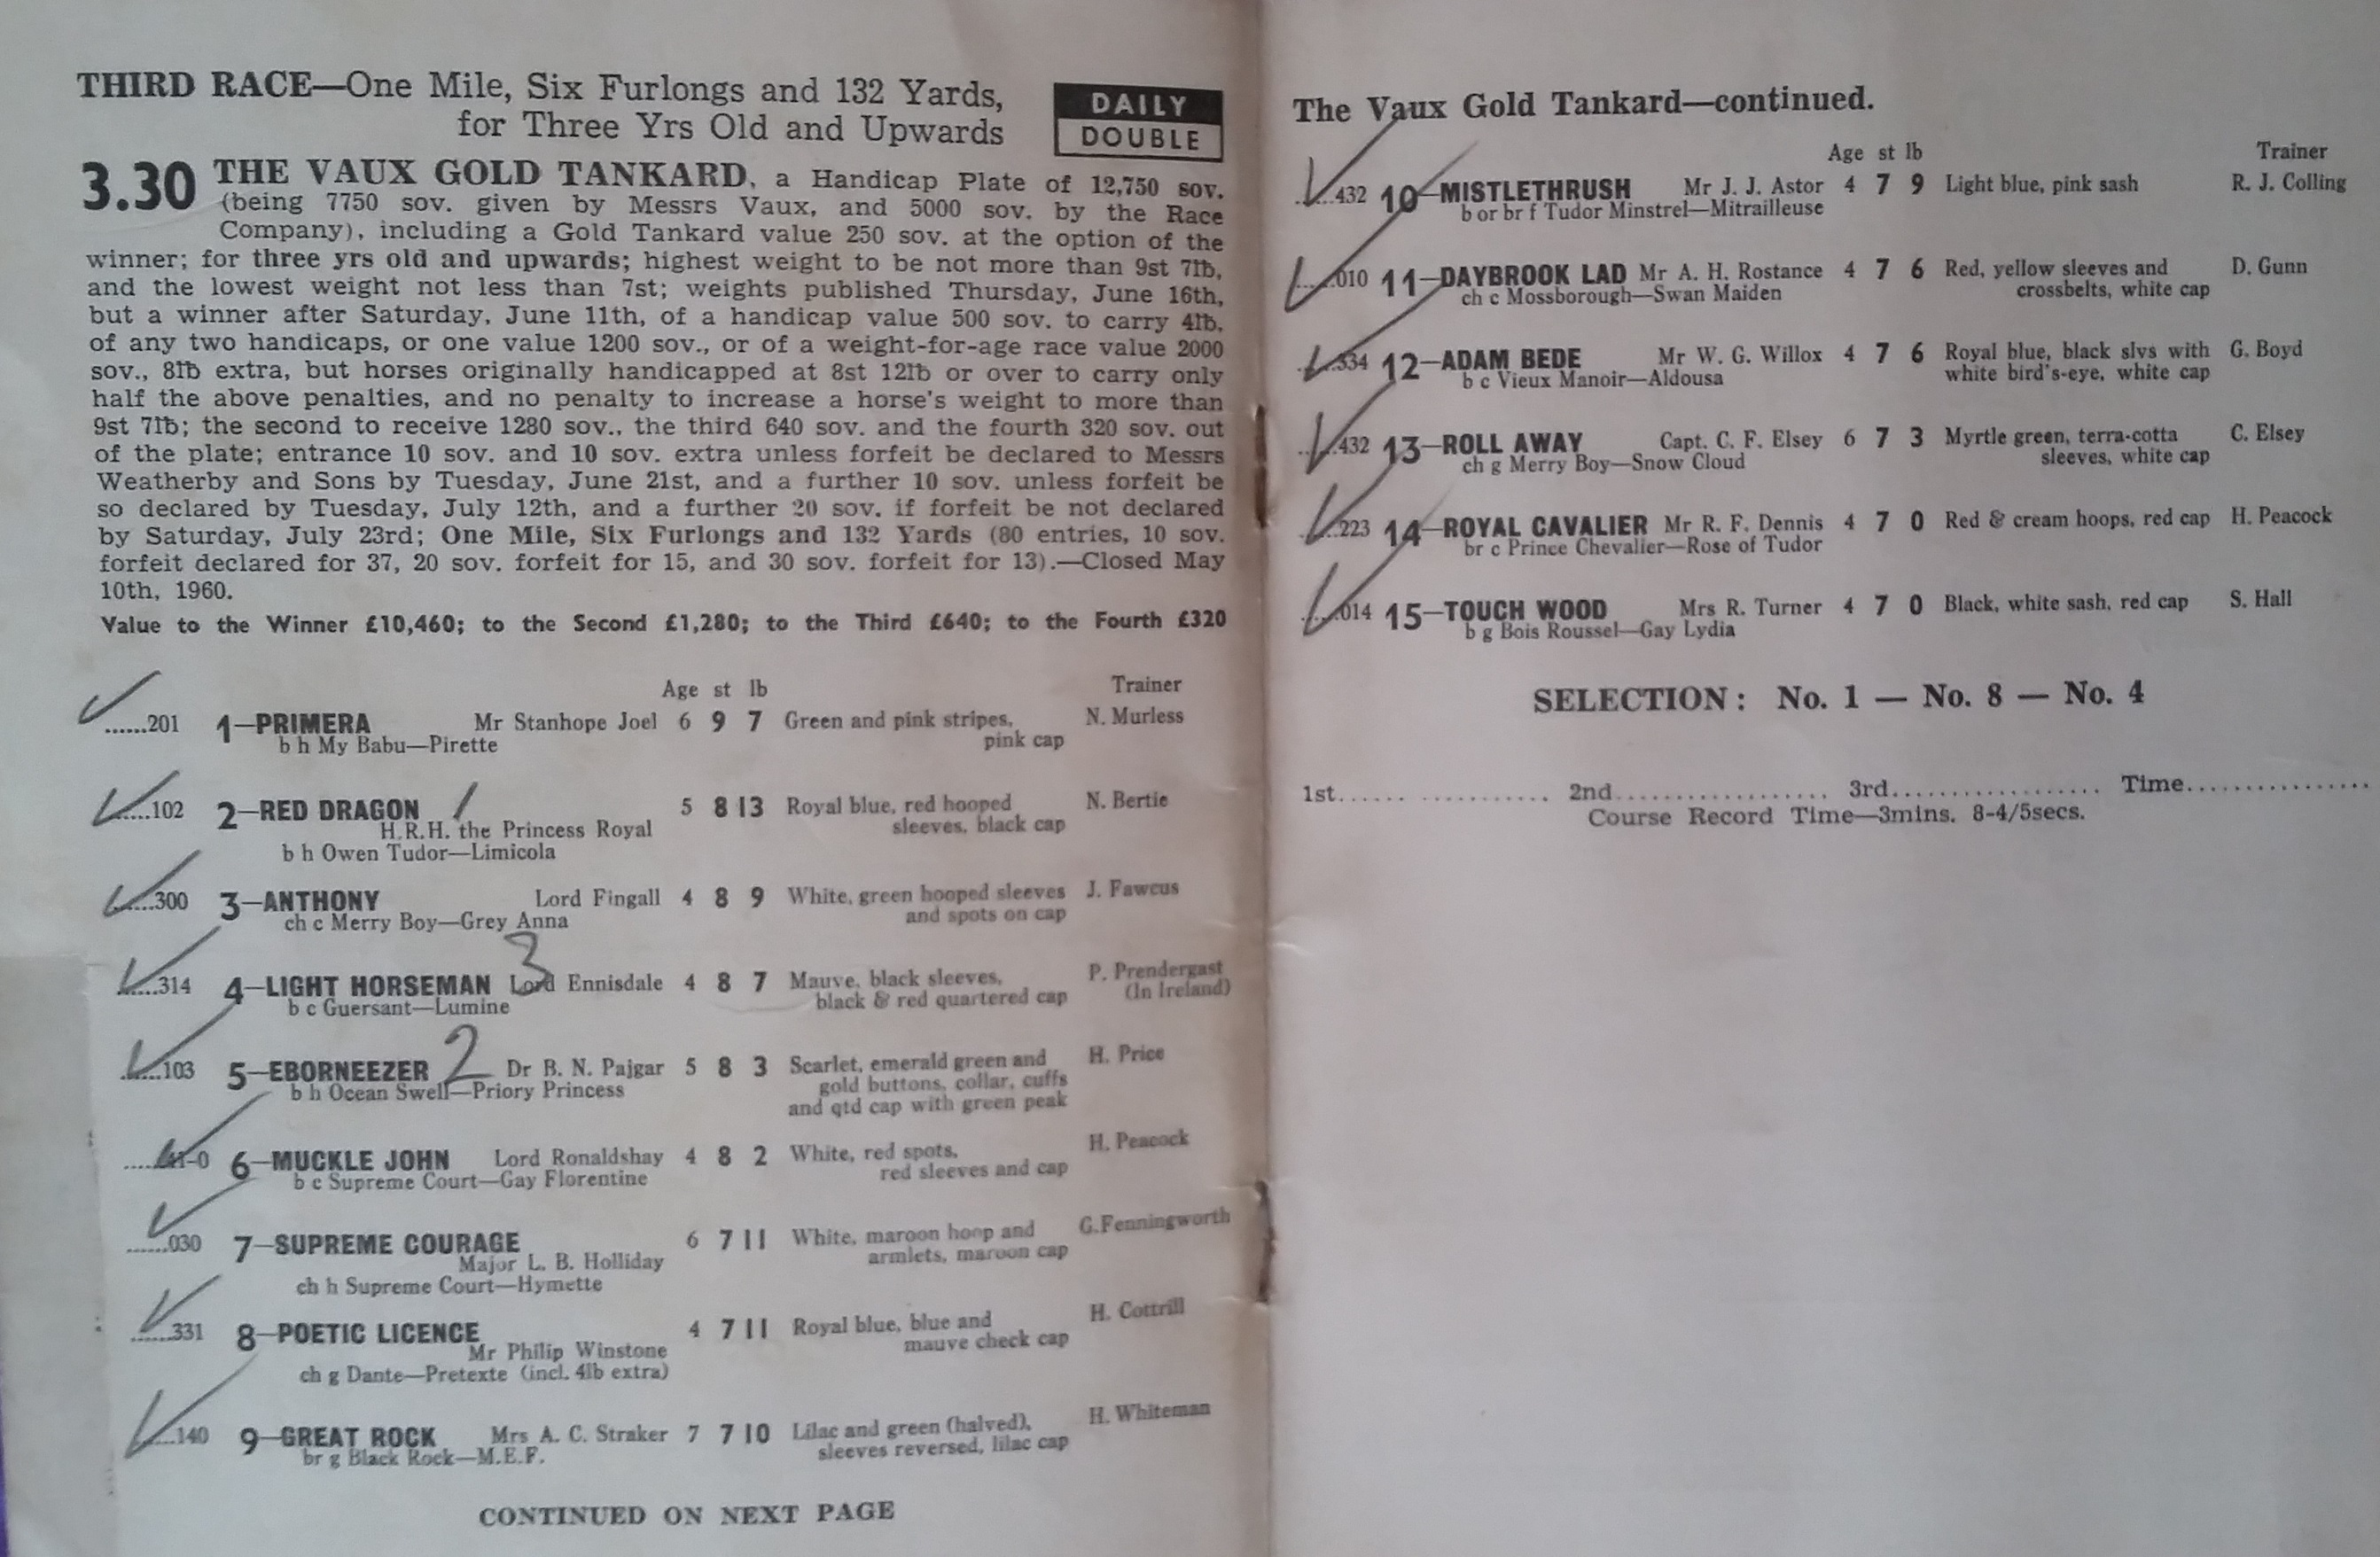 THIRD RACE—One Mile, Six Furlongs and 132 Yards,
for Three Yrs Old and Upwards
DAILY
DOUBLE
3.30 THE VAUX GOLD TANKARD, a Handicap Plate of 12,750 sov.
(being 7750 sov. given by Messrs Vaux, and 5000 sov. by the Race
Company), including a Gold Tankard value 250 sov. at the option of the
winner; for three yrs old and upwards; highest weight to be not more than 9st 7lb,
and the lowest weight not less than 7st; weights published Thursday, June 16th,
but a winner after Saturday, June 11th, of a handicap value 500 sov. to carry 4lb,
of any two handicaps, or one value 1200 sov., or of a weight-for-age race value 2000
sov., 8lb extra, but horses originally handicapped at 8st 12lb or over to carry only
half the above penalties, and no penalty to increase a horse's weight to more than
9st 7lb; the second to receive 1280 sov., the third 640 sov. and the fourth 320 sov. out
of the plate; entrance 10 sov. and 10 sov. extra unless forfeit be declared to Messrs
Weatherby and Sons by Tuesday, June 21st, and a further 10 sov. unless forfeit be
so declared by Tuesday, July 12th, and a further 20 sov. if forfeit be not declared
by Saturday, July 23rd; One Mile, Six Furlongs and 132 Yards (80 entries, 10 sov.
forfeit declared for 37, 20 sov. forfeit for 15, and 30 sov. forfeit for 13).—Closed May
10th, 1960.
Value to the Winner £10,460; to the Second £1,280; to the Third £640; to the Fourth £320
Age st lb Trainer
......201 1—PRIMERA Mr Stanhope Joel 6 9 7 Green and pink stripes, N. Murless
b h My Babu—Pirette pink cap
.....102 2—RED DRAGON 1 5 8 13 Royal blue, red hooped N. Bertie
H.R.H. the Princess Royal sleeves, black cap
b h Owen Tudor—Limicola
.....300 3—ANTHONY Lord Fingall 4 8 9 White, green hooped sleeves J. Fawcus
ch c Merry Boy—Grey Anna and spots on cap
3
......314 4—LIGHT HORSEMAN Lord Ennisdale 4 8 7 Mauve, black sleeves, P. Prendergast
b c Guersant—Lumine black & red quartered cap (In Ireland)
......103 5—EBORNEEZER 2 Dr B. N. Pajgar 5 8 3 Scarlet, emerald green and H. Price
b h Ocean Swell—Priory Princess gold buttons, collar, cuffs
and qtd cap with green peak
1-0 6—MUCKLE JOHN Lord Ronaldshay 4 8 2 White, red spots, H. Peacock
b c Supreme Court—Gay Florentine red sleeves and cap
......030 7—SUPREME COURAGE 6 7 11 White, maroon hoop and G.Fenningworth
Major L. B. Holliday armlets, maroon cap
ch h Supreme Court—Hymette
......331 8—POETIC LICENCE 4 7 11 Royal blue, blue and H. Cottrill
Mr Philip Winstone mauve check cap
ch g Dante—Pretexte (incl. 4lb extra)
.....140 9—GREAT ROCK Mrs A. C. Straker 7 7 10 Lilac and green (halved), H. Whiteman
br g Black Rock—M.E.F. sleeves reversed, lilac cap
CONTINUED ON NEXT PAGE
The Vaux Gold Tankard—continued.
Age st lb Trainer
......432 10—MISTLETHRUSH Mr J. J. Astor 4 7 9 Light blue, pink sash R. J. Colling
b or br f Tudor Minstrel—Mitrailleuse
......010 11—DAYBROOK LAD Mr A. H. Rostance 4 7 6 Red, yellow sleeves and D. Gunn
ch c Mossborough—Swan Maiden crossbelts, white cap
......334 12—ADAM BEDE Mr W. G. Willox 4 7 6 Royal blue, black slvs with G. Boyd
b c Vieux Manoir—Aldousa white bird's-eye, white cap
......432 13—ROLL AWAY Capt. C. F. Elsey 6 7 3 Myrtle green, terra-cotta C. Elsey
ch g Merry Boy—Snow Cloud sleeves, white cap
......223 14—ROYAL CAVALIER Mr R. F. Dennis 4 7 0 Red & cream hoops, red cap H. Peacock
br c Prince Chevalier—Rose of Tudor
......014 15—TOUCH WOOD Mrs R. Turner 4 7 0 Black, white sash, red cap S. Hall
b g Bois Roussel—Gay Lydia
SELECTION: No. 1 — No. 8 — No. 4
1st...... ............ 2nd.................. 3rd.................. Time................
Course Record Time—3mins. 8-4/5secs.